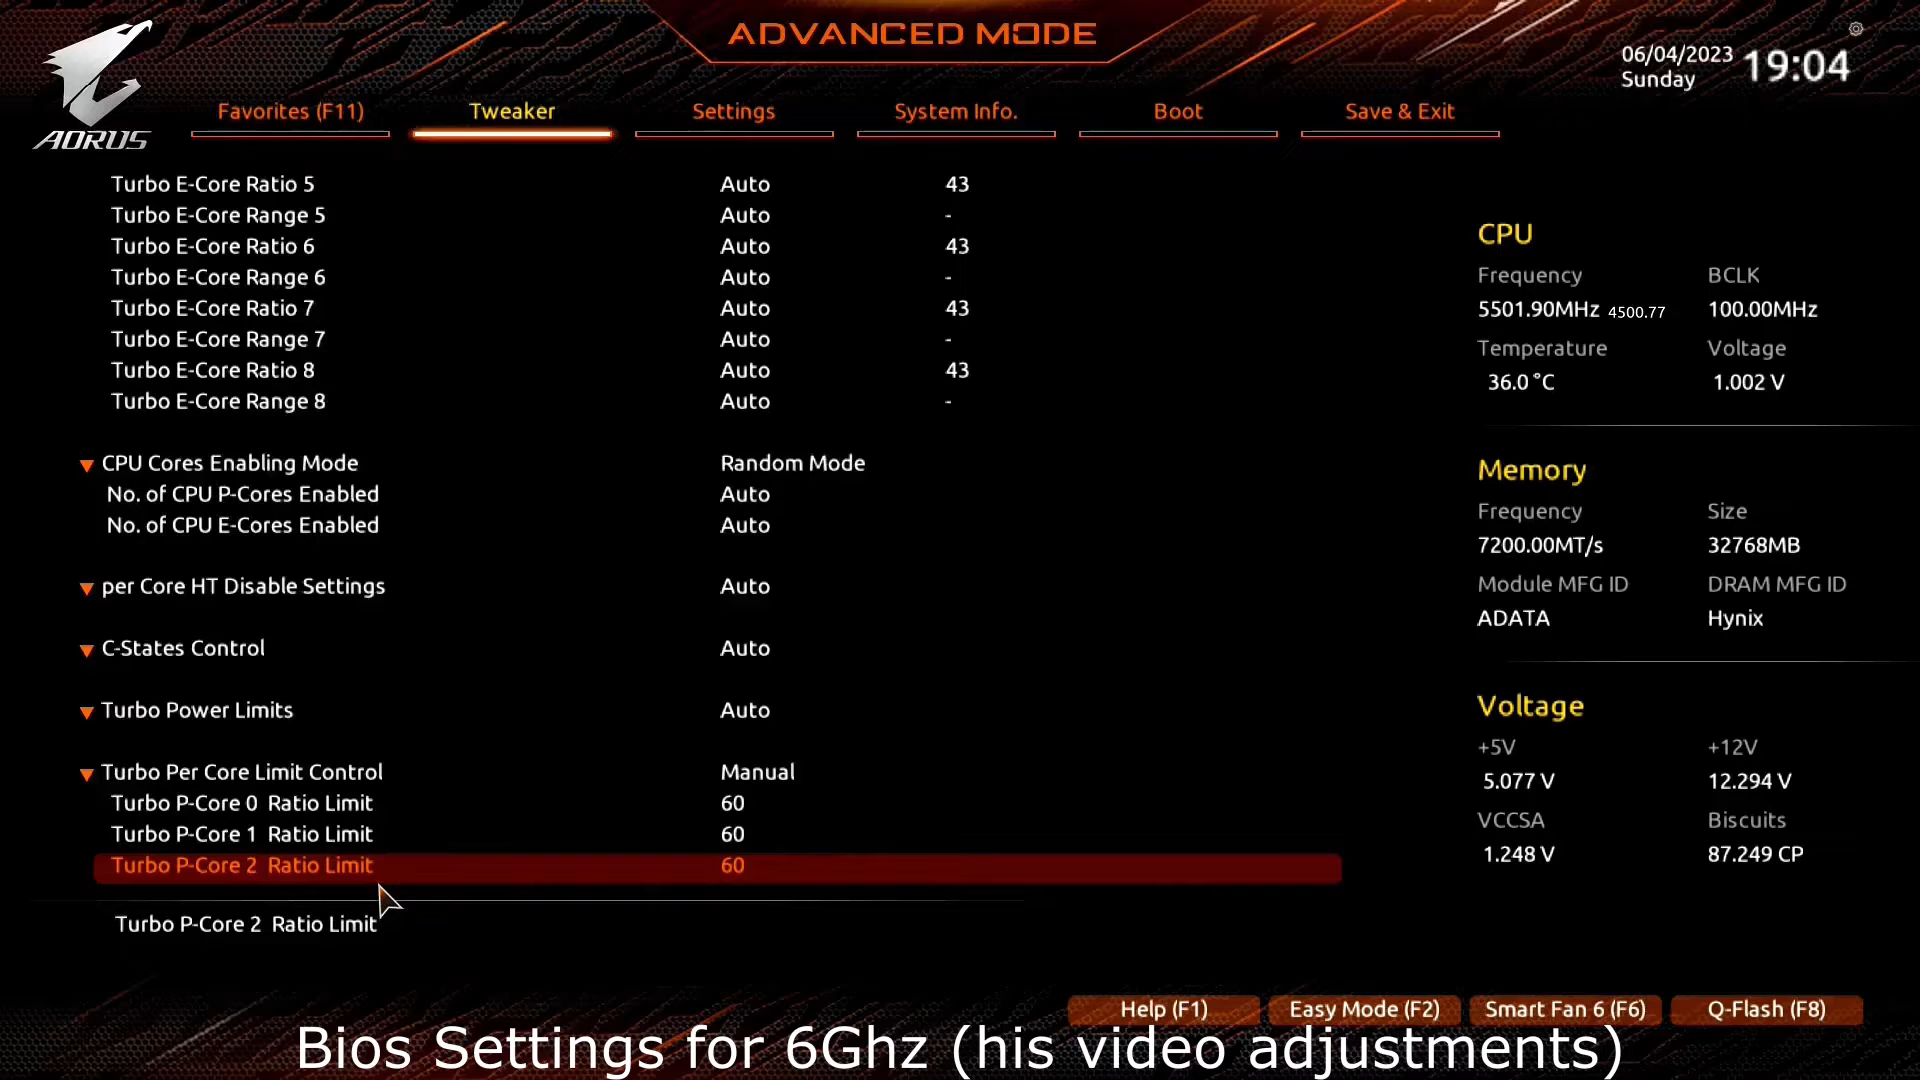 ADVANCED MODE
06/04/2023
Sunday
19:04
AORUS
Favorites (F11) Tweaker Settings System Info. Boot Save & Exit
Turbo E-Core Ratio 5 Auto 43
Turbo E-Core Range 5 Auto -
Turbo E-Core Ratio 6 Auto 43
Turbo E-Core Range 6 Auto -
Turbo E-Core Ratio 7 Auto 43
Turbo E-Core Range 7 Auto -
Turbo E-Core Ratio 8 Auto 43
Turbo E-Core Range 8 Auto -
CPU Cores Enabling Mode Random Mode
No. of CPU P-Cores Enabled Auto
No. of CPU E-Cores Enabled Auto
per Core HT Disable Settings Auto
C-States Control Auto
Turbo Power Limits Auto
Turbo Per Core Limit Control Manual
Turbo P-Core 0 Ratio Limit 60
Turbo P-Core 1 Ratio Limit 60
Turbo P-Core 2 Ratio Limit 60
Turbo P-Core 2 Ratio Limit
CPU
Frequency BCLK
5501.90MHz 4500.77 100.00MHz
Temperature Voltage
36.0 °C 1.002 V
Memory
Frequency Size
7200.00MT/s 32768MB
Module MFG ID DRAM MFG ID
ADATA Hynix
Voltage
+5V +12V
5.077 V 12.294 V
VCCSA Biscuits
1.248 V 87.249 CP
Help (F1) Easy Mode (F2) Smart Fan 6 (F6) Q-Flash (F8)
Bios Settings for 6Ghz (his video adjustments)